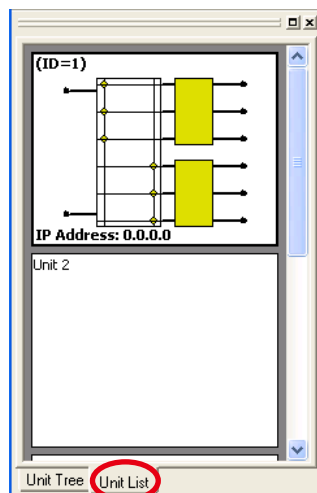 (ID=1)
IP Address: 0.0.0.0
Unit 2
Unit Tree
Unit List